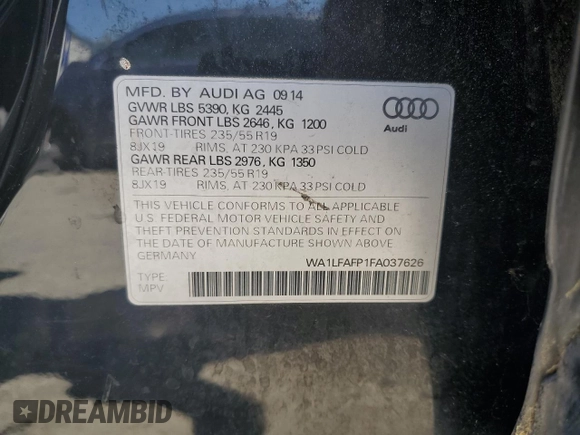 MFD. BY AUDI AG 09 14
GVWR LBS 5390, KG 2445
GAWR FRONT LBS 2646, KG 1200
FRONT-TIRES 235/55 R19
8JX19 RIMS, AT 230 KPA 33 PSI COLD
GAWR REAR LBS 2976, KG 1350
REAR-TIRES 235/55 R19
8JX19 RIMS, AT 230 KPA 33 PSI COLD
Audi
THIS VEHICLE CONFORMS TO ALL APPLICABLE
U.S. FEDERAL MOTOR VEHICLE SAFETY AND
THEFT PREVENTION STANDARDS IN EFFECT ON
THE DATE OF MANUFACTURE SHOWN ABOVE.
GERMANY
WA1LFAFP1FA037626
TYPE:
MPV
DREAMBID